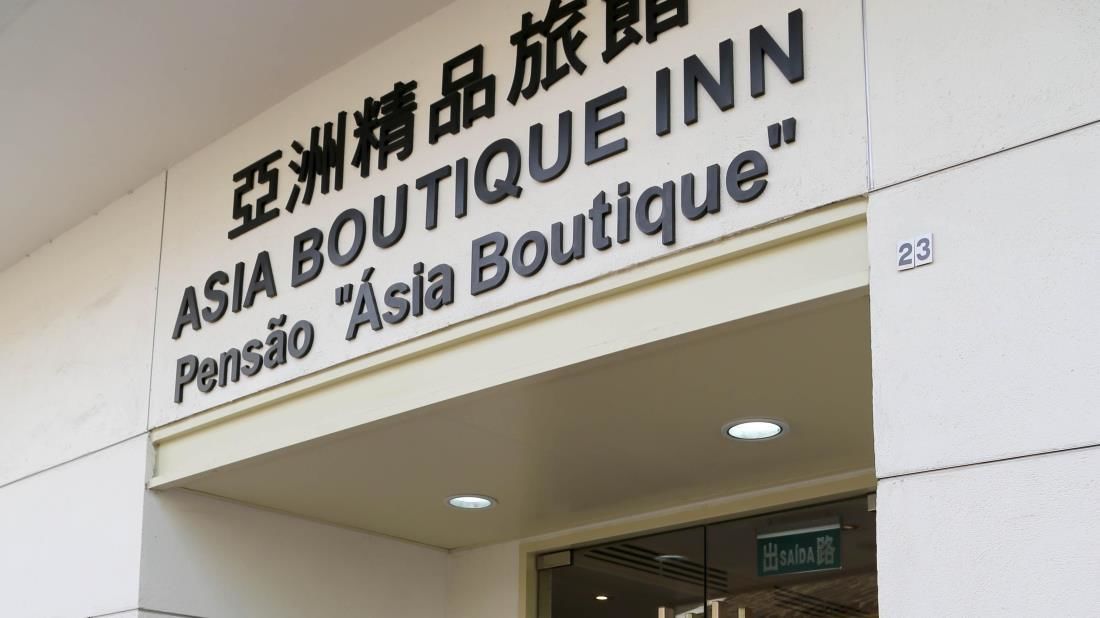 亞洲精品旅館
ASIA BOUTIQUE INN
Pensão "Ásia Boutique"
23
出 SAÍDA 路